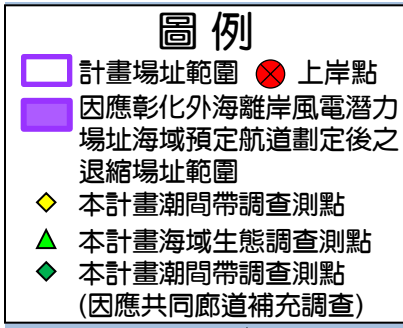 圖例
計畫場址範圍 上岸點
因應彰化外海離岸風電潛力
場址海域預定航道劃定後之
退縮場址範圍
本計畫潮間帶調查測點
本計畫海域生態調查測點
本計畫潮間帶調查測點
(因應共同廊道補充調查)